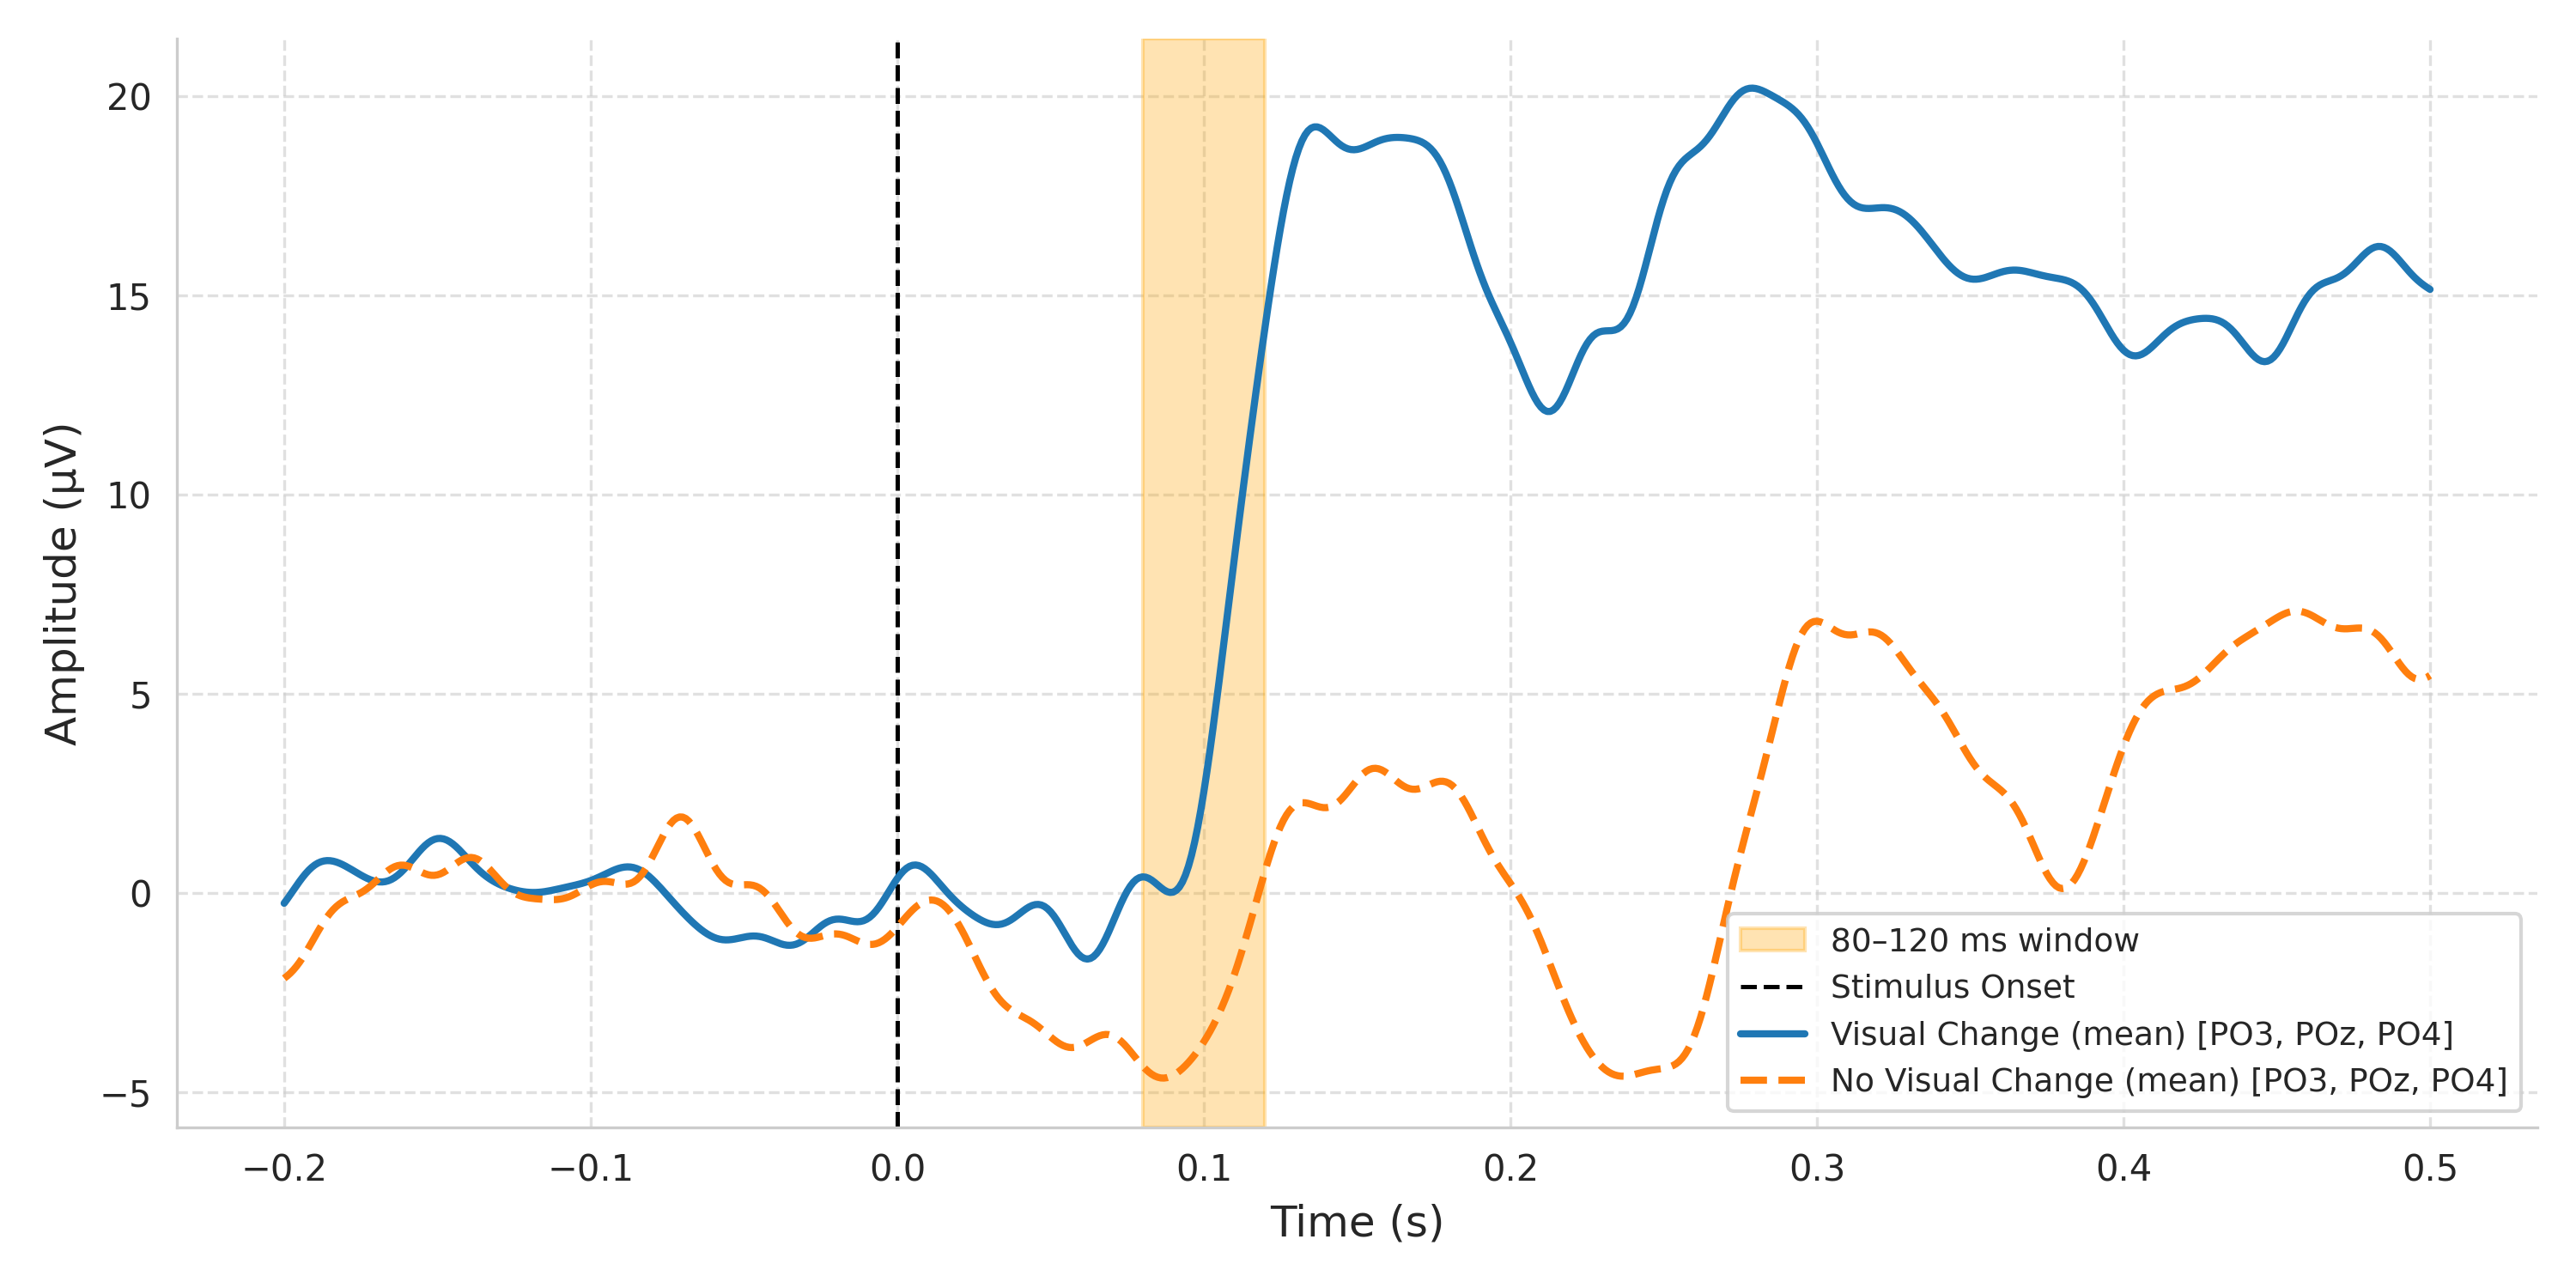 20
15
10
5
0
−5
Amplitude (µV)
80–120 ms window
Stimulus Onset
Visual Change (mean) [PO3, POz, PO4]
No Visual Change (mean) [PO3, POz, PO4]
−0.2 −0.1 0.0 0.1 0.2 0.3 0.4 0.5
Time (s)